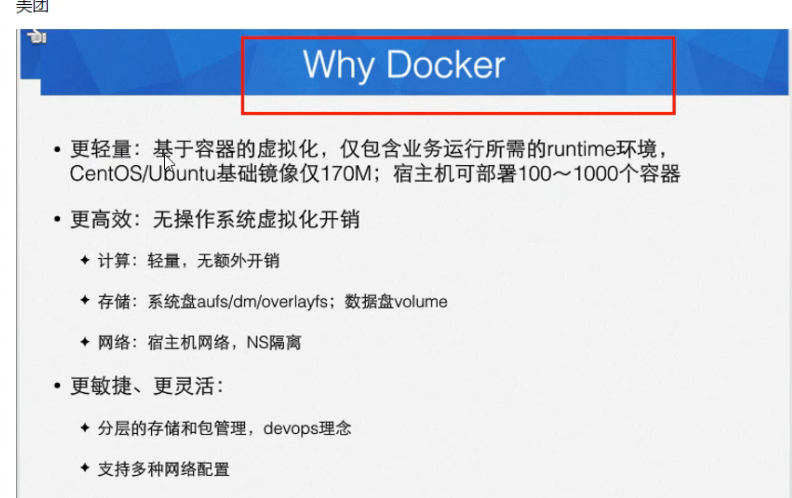 美团
Why Docker
• 更轻量：基于容器的虚拟化，仅包含业务运行所需的runtime环境，
CentOS/Ubuntu基础镜像仅170M；宿主机可部署100～1000个容器
• 更高效：无操作系统虚拟化开销
✦ 计算：轻量，无额外开销
✦ 存储：系统盘aufs/dm/overlayfs；数据盘volume
✦ 网络：宿主机网络，NS隔离
• 更敏捷、更灵活：
✦ 分层的存储和包管理，devops理念
✦ 支持多种网络配置